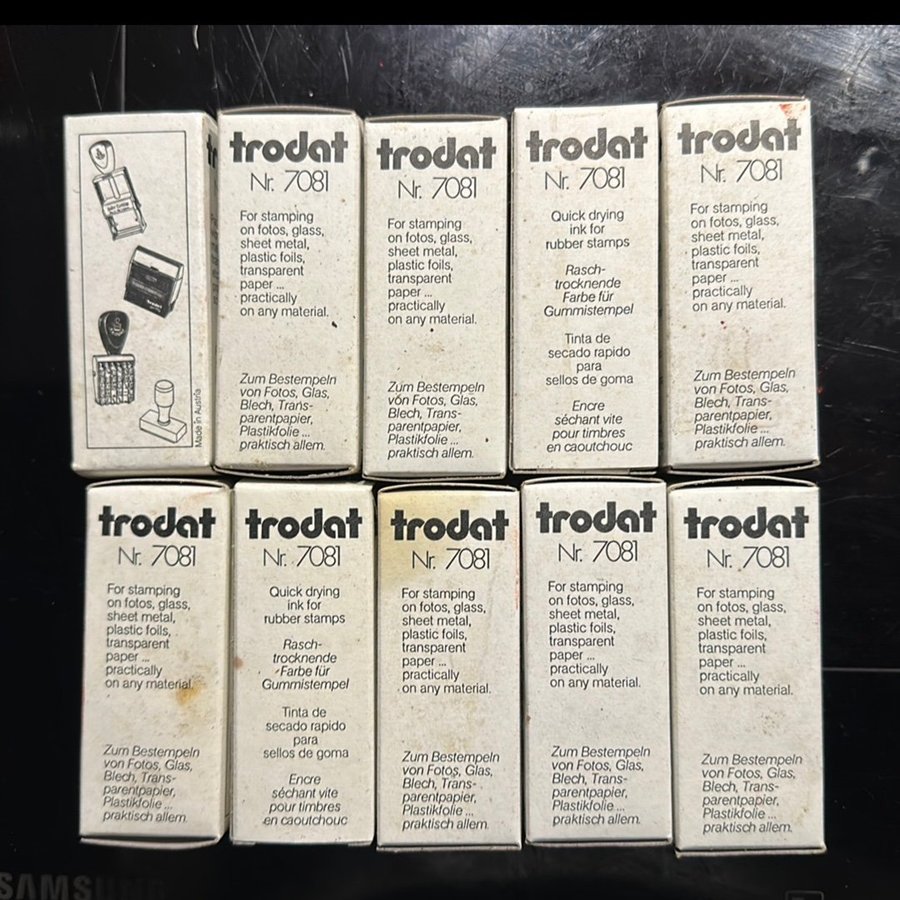 Made in Austria
trodat
Nr. 7081
For stamping
on fotos, glass,
sheet metal,
plastic foils,
transparent
paper ...
practically
on any material.
Zum Bestempeln
von Fotos, Glas,
Blech, Trans-
parentpapier,
Plastikfolie ...
praktisch allem.
trodat
Nr. 7081
For stamping
on fotos, glass,
sheet metal,
plastic foils,
transparent
paper ...
practically
on any material.
Zum Bestempeln
von Fotos, Glas,
Blech, Trans-
parentpapier,
Plastikfolie ...
praktisch allem.
trodat
Nr. 7081
Quick drying
ink for
rubber stamps
Rasch-
trocknende
Farbe für
Gummistempel
Tinta de
secado rapido
para
sellos de goma
Encre
séchant vite
pour timbres
en caoutchouc
trodat
Nr. 7081
For stamping
on fotos, glass,
sheet metal,
plastic foils,
transparent
paper ...
practically
on any material.
Zum Bestempeln
von Fotos, Glas,
Blech, Trans-
parentpapier,
Plastikfolie ...
praktisch allem.
trodat
Nr. 7081
For stamping
on fotos, glass,
sheet metal,
plastic foils,
transparent
paper ...
practically
on any material.
Zum Bestempeln
von Fotos, Glas,
Blech, Trans-
parentpapier,
Plastikfolie ...
praktisch allem.
trodat
Nr. 7081
Quick drying
ink for
rubber stamps
Rasch-
trocknende
Farbe für
Gummistempel
Tinta de
secado rapido
para
sellos de goma
Encre
séchant vite
pour timbres
en caoutchouc
trodat
Nr. 7081
For stamping
on fotos, glass,
sheet metal,
plastic foils,
transparent
paper ...
practically
on any material.
Zum Bestempeln
von Fotos, Glas,
Blech, Trans-
parentpapier,
Plastikfolie ...
praktisch allem.
trodat
Nr. 7081
For stamping
on fotos, glass,
sheet metal,
plastic foils,
transparent
paper ...
practically
on any material.
Zum Bestempeln
von Fotos, Glas,
Blech, Trans-
parentpapier,
Plastikfolie ...
praktisch allem.
trodat
Nr. 7081
For stamping
on fotos, glass,
sheet metal,
plastic foils,
transparent
paper ...
practically
on any material.
Zum Bestempeln
von Fotos, Glas,
Blech, Trans-
parentpapier,
Plastikfolie ...
praktisch allem.
SAMSUNG